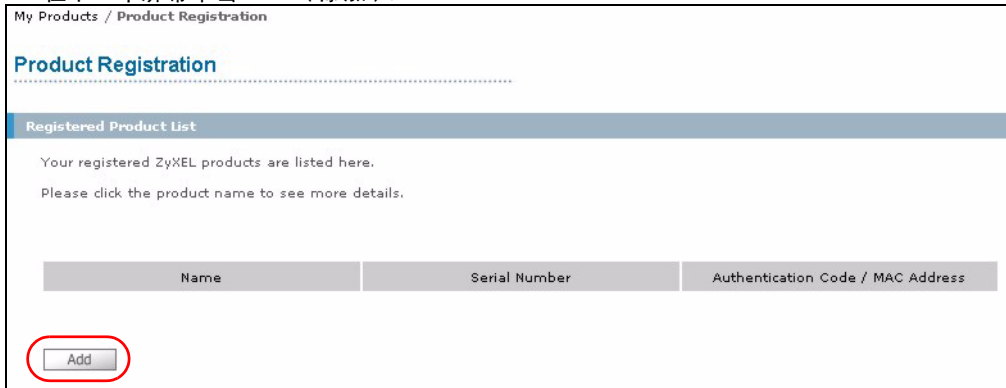 My Products / Product Registration
Product Registration
Registered Product List
Your registered ZyXEL products are listed here.
Please click the product name to see more details.
Name Serial Number Authentication Code / MAC Address
Add